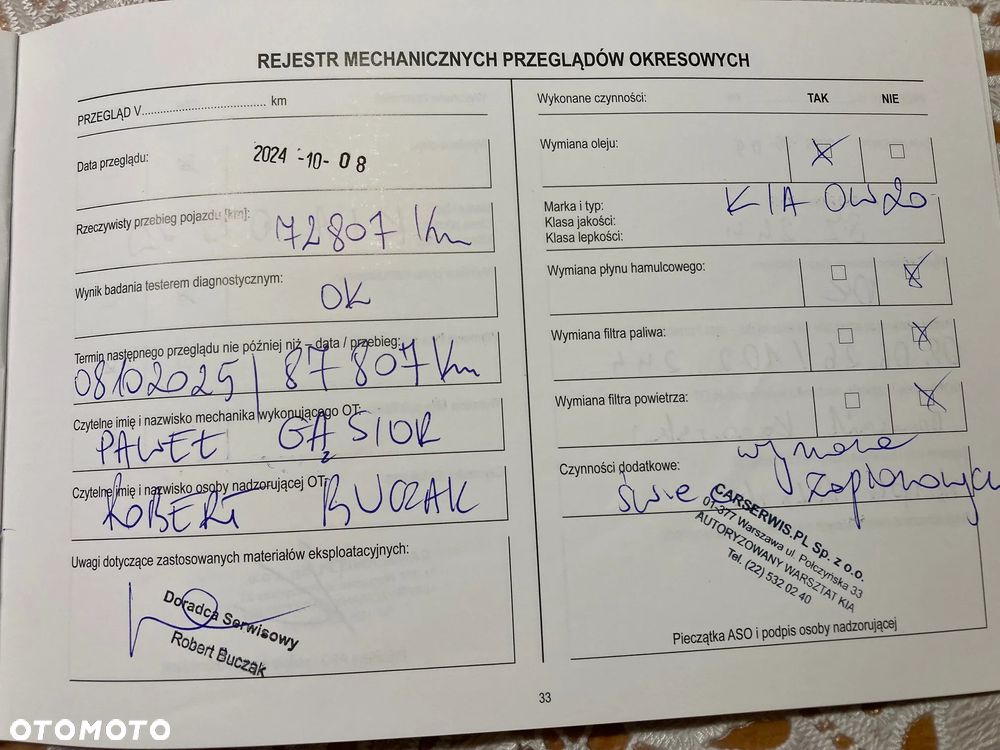 REJESTR MECHANICZNYCH PRZEGLĄDÓW OKRESOWYCH
PRZEGLĄD V..................................... km
Data przeglądu: 2024 -10- 08
Rzeczywisty przebieg pojazdu [km]:
72807 Km
Wynik badania testerem diagnostycznym:
OK
Termin następnego przeglądu nie później niż – data / przebieg:
08102025 | 87807 Km
Czytelne imię i nazwisko mechanika wykonującego OT:
PAWEŁ GĄSIOR
Czytelne imię i nazwisko osoby nadzorującej OT:
ROBERT BUCZAK
Uwagi dotyczące zastosowanych materiałów eksploatacyjnych:
Doradca Serwisowy
Robert Buczak
Wykonane czynności: TAK NIE
Wymiana oleju:
Marka i typ: KIA 0W20
Klasa jakości:
Klasa lepkości:
Wymiana płynu hamulcowego:
Wymiana filtra paliwa:
Wymiana filtra powietrza:
Czynności dodatkowe:
świec zapłonowych
CARSERWIS.PL Sp. z o.o.
01-377 Warszawa ul. Połczyńska 33
AUTORYZOWANY WARSZTAT KIA
Tel. (22) 532 02 40
Pieczątka ASO i podpis osoby nadzorującej
33
OTOMOTO